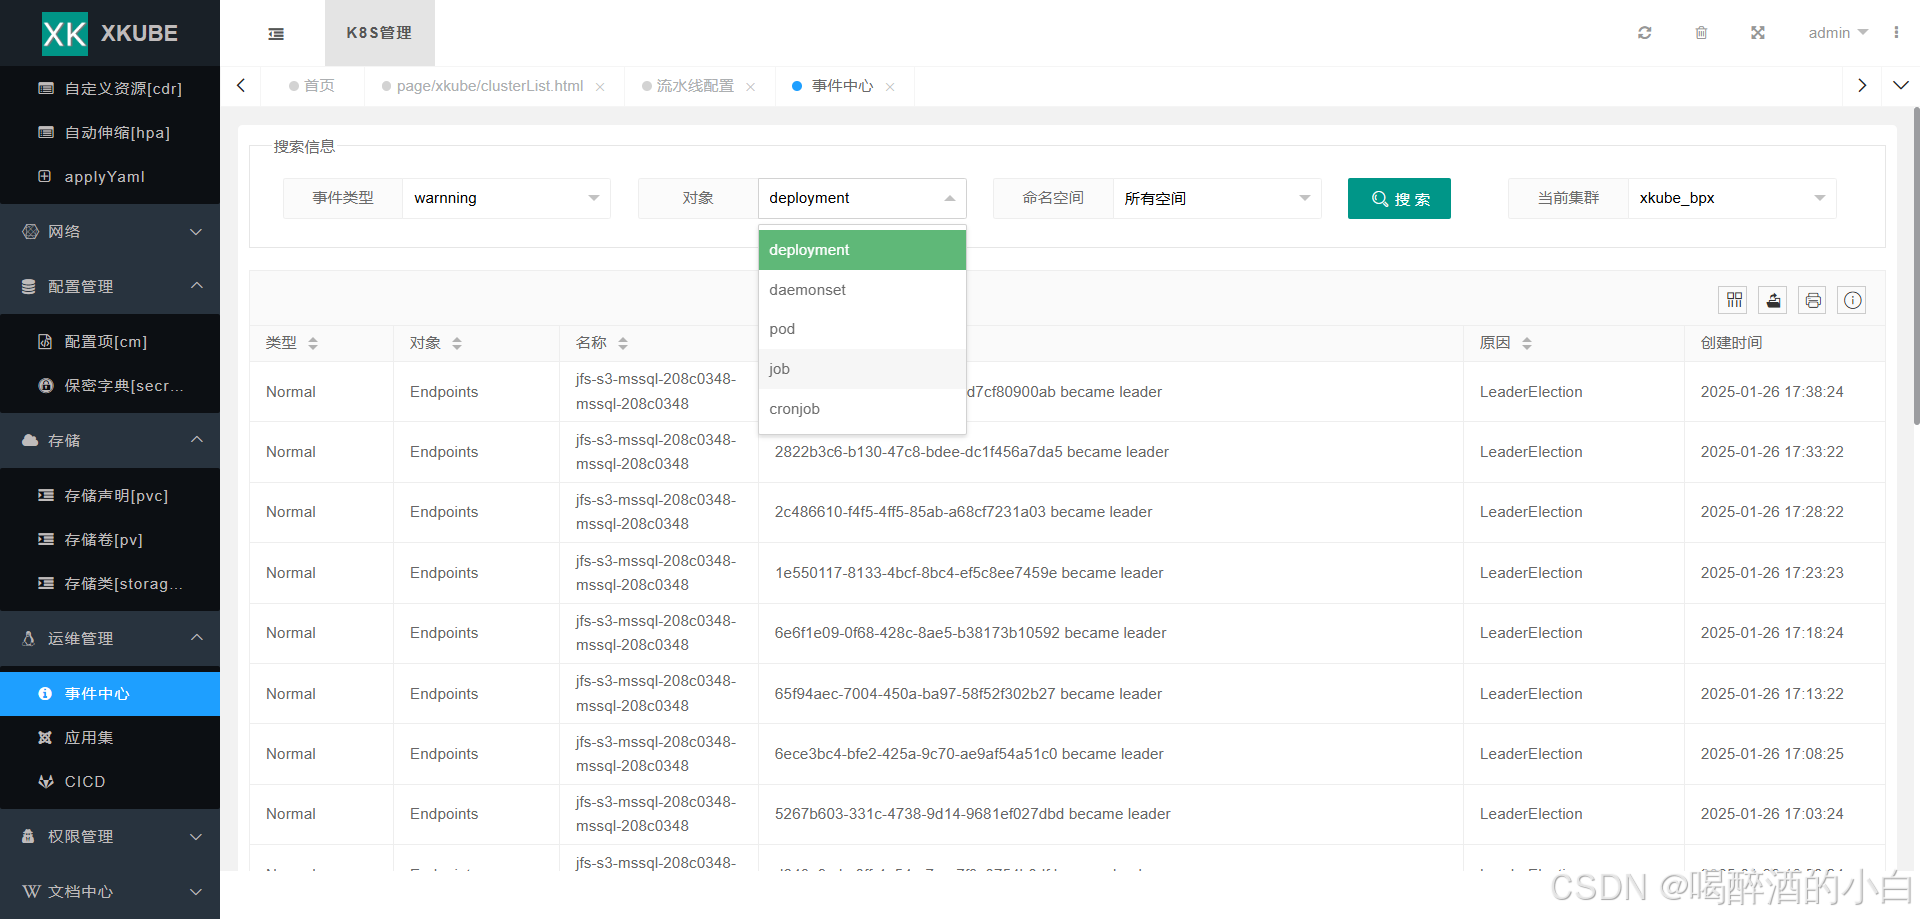 XK XKUBE
K8S管理
admin
自定义资源[cdr]
自动伸缩[hpa]
applyYaml
网络
配置管理
配置项[cm]
保密字典[secr...
存储
存储声明[pvc]
存储卷[pv]
存储类[storag...
运维管理
事件中心
应用集
CICD
权限管理
文档中心
首页
page/xkube/clusterList.html
流水线配置
事件中心
搜索信息
事件类型 warnning
对象 deployment
命名空间 所有空间
搜 索
当前集群 xkube_bpx
deployment
daemonset
pod
job
cronjob
类型 对象 名称 原因 创建时间
Normal Endpoints jfs-s3-mssql-208c0348-mssql-208c0348 d7cf80900ab became leader LeaderElection 2025-01-26 17:38:24
Normal Endpoints jfs-s3-mssql-208c0348-mssql-208c0348 2822b3c6-b130-47c8-bdee-dc1f456a7da5 became leader LeaderElection 2025-01-26 17:33:22
Normal Endpoints jfs-s3-mssql-208c0348-mssql-208c0348 2c486610-f4f5-4ff5-85ab-a68cf7231a03 became leader LeaderElection 2025-01-26 17:28:22
Normal Endpoints jfs-s3-mssql-208c0348-mssql-208c0348 1e550117-8133-4bcf-8bc4-ef5c8ee7459e became leader LeaderElection 2025-01-26 17:23:23
Normal Endpoints jfs-s3-mssql-208c0348-mssql-208c0348 6e6f1e09-0f68-428c-8ae5-b38173b10592 became leader LeaderElection 2025-01-26 17:18:24
Normal Endpoints jfs-s3-mssql-208c0348-mssql-208c0348 65f94aec-7004-450a-ba97-58f52f302b27 became leader LeaderElection 2025-01-26 17:13:22
Normal Endpoints jfs-s3-mssql-208c0348-mssql-208c0348 6ece3bc4-bfe2-425a-9c70-ae9af54a51c0 became leader LeaderElection 2025-01-26 17:08:25
Normal Endpoints jfs-s3-mssql-208c0348-mssql-208c0348 5267b603-331c-4738-9d14-9681ef027dbd became leader LeaderElection 2025-01-26 17:03:24
jfs-s3-mssql-208c0348-
CSDN @喝醉酒的小白